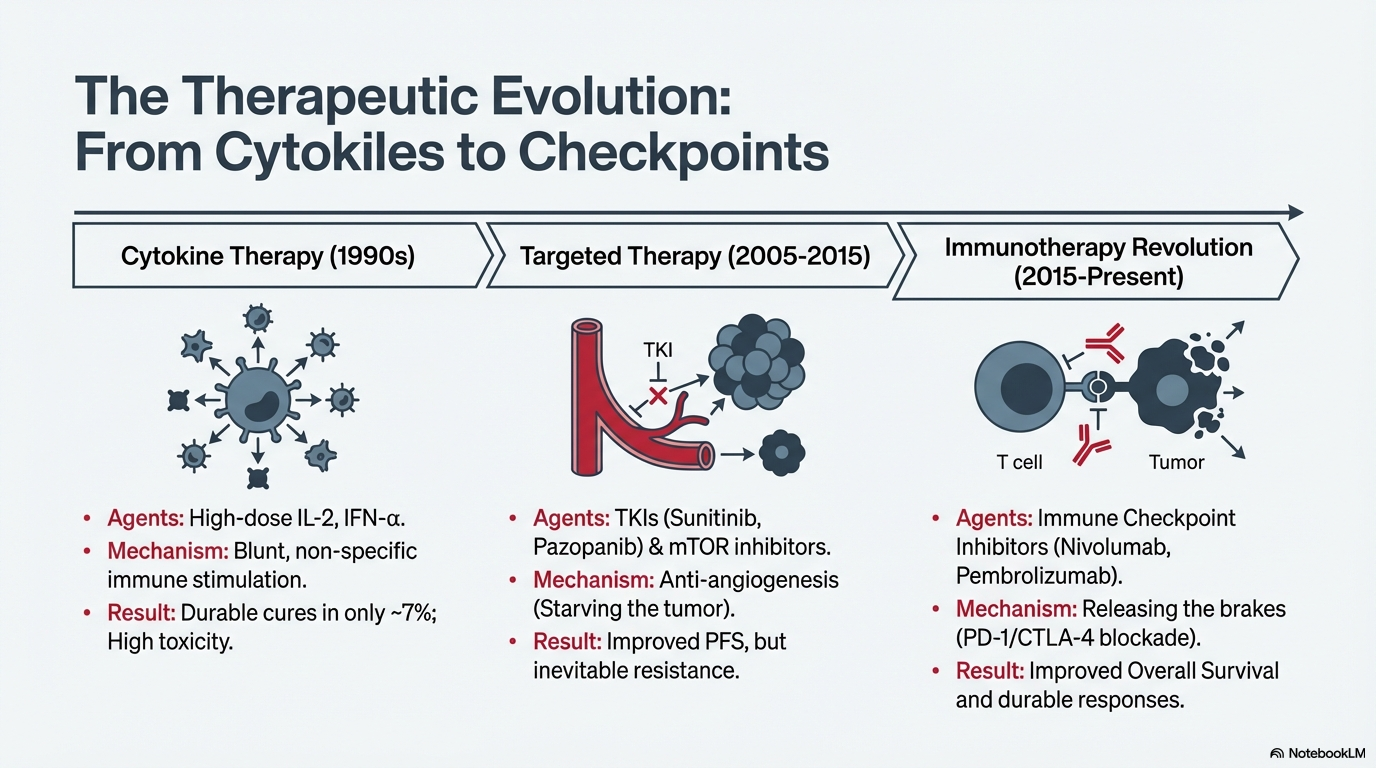 The Therapeutic Evolution:
From Cytokiles to Checkpoints
Cytokine Therapy (1990s)
Targeted Therapy (2005-2015)
Immunotherapy Revolution
(2015-Present)
TKI
T cell
Tumor
• Agents: High-dose IL-2, IFN-α.
• Mechanism: Blunt, non-specific
immune stimulation.
• Result: Durable cures in only ~7%;
High toxicity.
• Agents: TKIs (Sunitinib,
Pazopanib) & mTOR inhibitors.
• Mechanism: Anti-angiogenesis
(Starving the tumor).
• Result: Improved PFS, but
inevitable resistance.
• Agents: Immune Checkpoint
Inhibitors (Nivolumab,
Pembrolizumab).
• Mechanism: Releasing the brakes
(PD-1/CTLA-4 blockade).
• Result: Improved Overall Survival
and durable responses.
NotebookLM